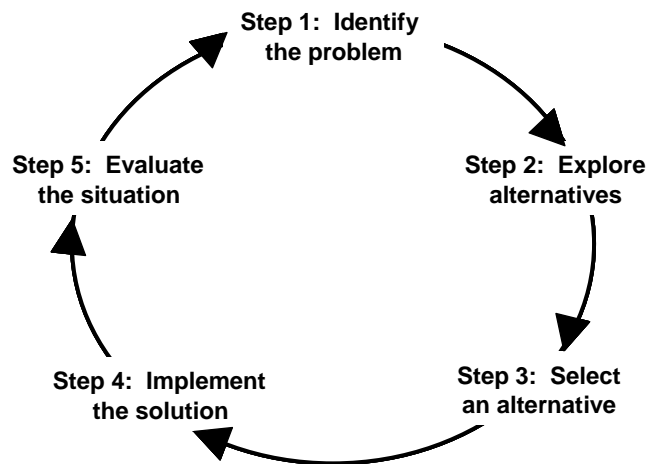 Step 1:  Identify
the problem
Step 2:  Explore
alternatives
Step 3:  Select
an alternative
Step 4:  Implement
the solution
Step 5:  Evaluate
the situation